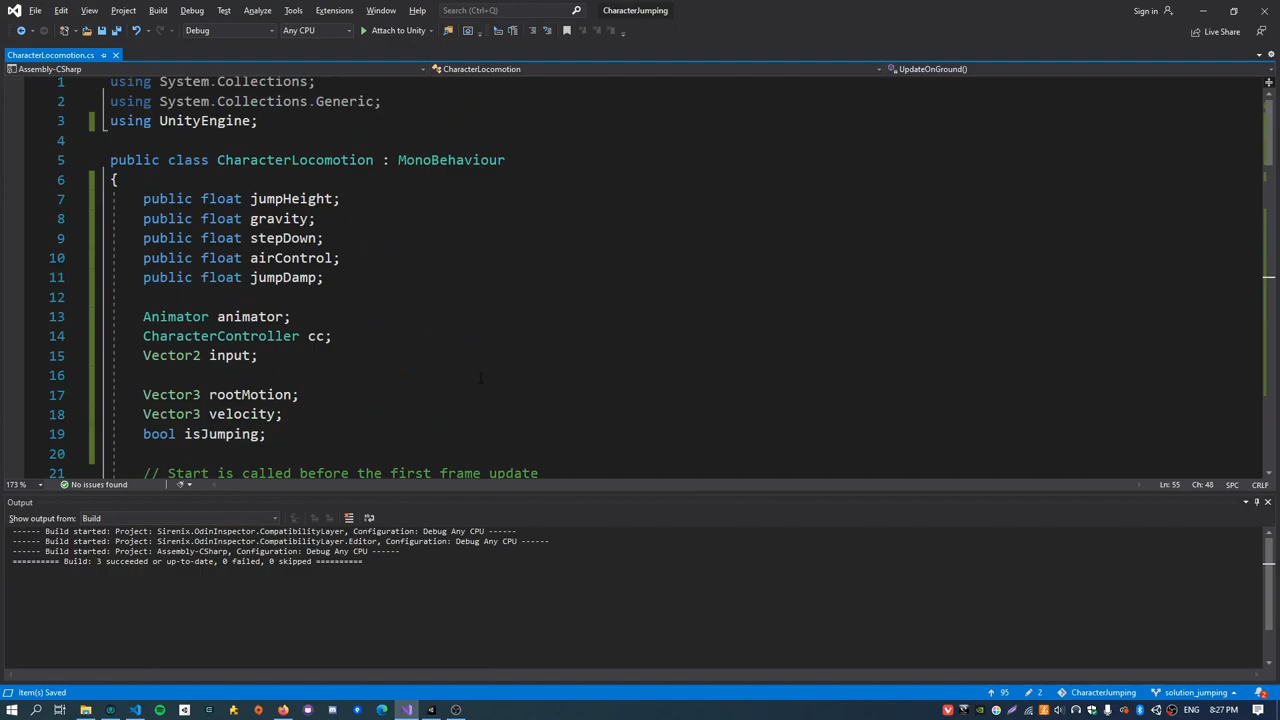 File Edit View Project Build Debug Test Analyze Tools Extensions Window Help Search (Ctrl+Q) CharacterJumping Sign in
Debug Any CPU Attach to Unity Live Share
CharacterLocomotion.cs
Assembly-CSharp CharacterLocomotion UpdateOnGround()
1 using System.Collections;
2 using System.Collections.Generic;
3 using UnityEngine;
4
5 public class CharacterLocomotion : MonoBehaviour
6 {
7 public float jumpHeight;
8 public float gravity;
9 public float stepDown;
10 public float airControl;
11 public float jumpDamp;
12
13 Animator animator;
14 CharacterController cc;
15 Vector2 input;
16
17 Vector3 rootMotion;
18 Vector3 velocity;
19 bool isJumping;
20
21 // Start is called before the first frame update
173 % No issues found Ln: 55 Ch: 48 SPC CRLF
Output
Show output from: Build
------ Build started: Project: Sirenix.OdinInspector.CompatibilityLayer, Configuration: Debug Any CPU ------
------ Build started: Project: Sirenix.OdinInspector.CompatibilityLayer.Editor, Configuration: Debug Any CPU ------
------ Build started: Project: Assembly-CSharp, Configuration: Debug Any CPU ------
========== Build: 3 succeeded or up-to-date, 0 failed, 0 skipped ==========
Item(s) Saved 95 2 CharacterJumping solution_jumping
ENG 8:27 PM